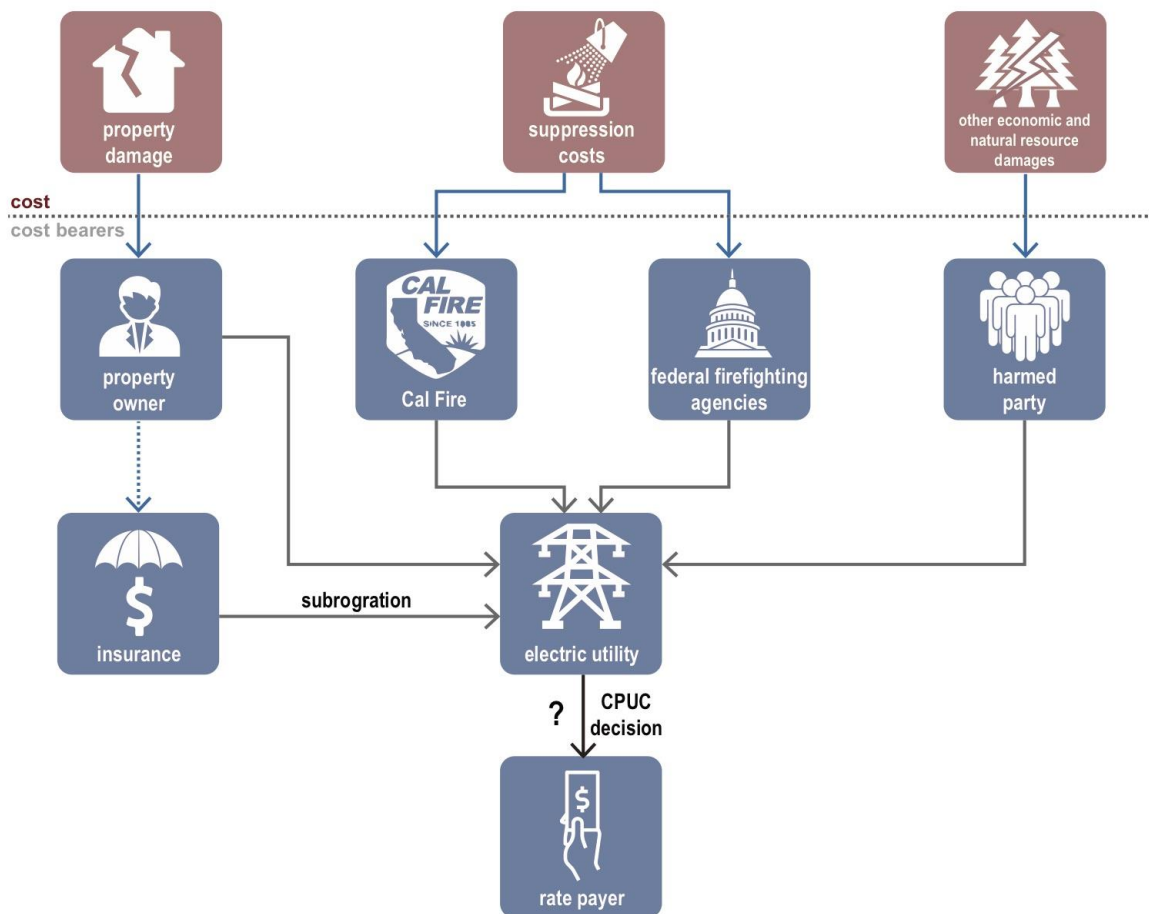 property
damage
suppression
costs
other economic and
natural resource
damages
cost
cost bearers
CAL
FIRE
SINCE 1885
property
owner
Cal Fire
federal firefighting
agencies
harmed
party
$
insurance
subrogration
electric utility
?
CPUC
decision
$
rate payer